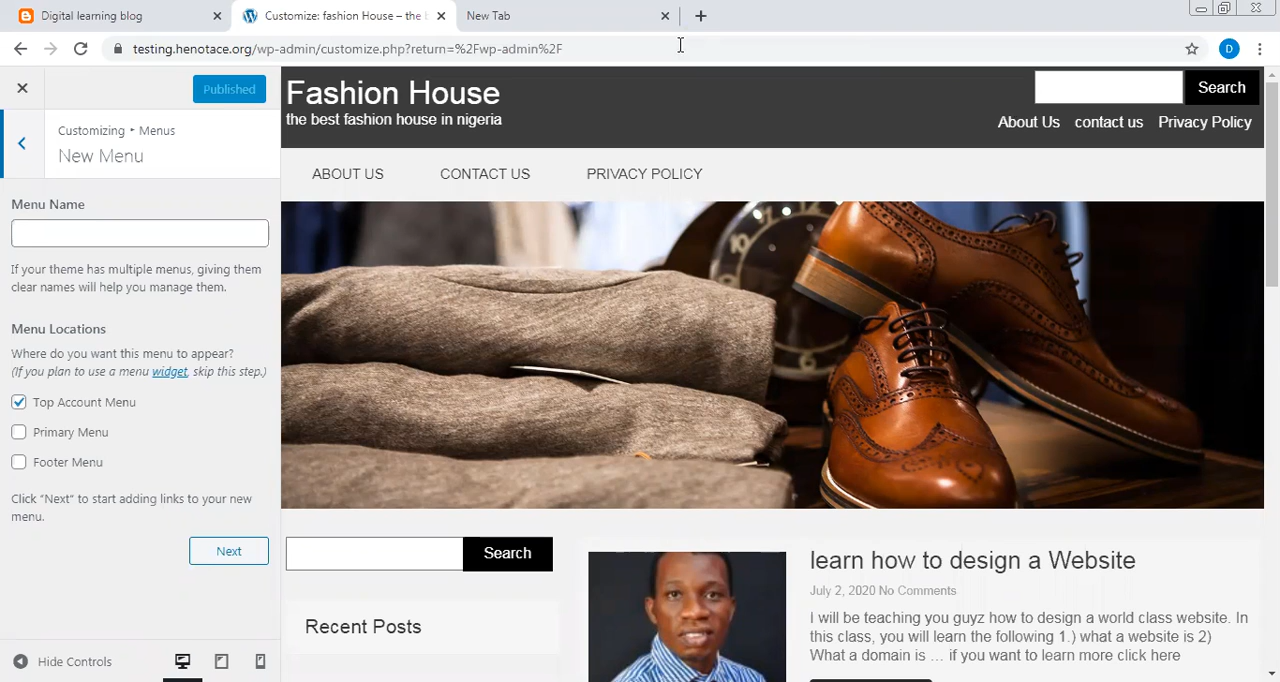 Digital learning blog
Customize: fashion House – the b
New Tab
testing.henotace.org/wp-admin/customize.php?return=%2Fwp-admin%2F
D
Published
Customizing ▸ Menus
New Menu
Menu Name
If your theme has multiple menus, giving them
clear names will help you manage them.
Menu Locations
Where do you want this menu to appear?
(If you plan to use a menu widget, skip this step.)
Top Account Menu
Primary Menu
Footer Menu
Click "Next" to start adding links to your new
menu.
Next
Hide Controls
Fashion House
the best fashion house in nigeria
Search
About Us contact us Privacy Policy
ABOUT US CONTACT US PRIVACY POLICY
Search
Recent Posts
learn how to design a Website
July 2, 2020 No Comments
I will be teaching you guyz how to design a world class website. In
this class, you will learn the following 1.) what a website is 2)
What a domain is … if you want to learn more click here